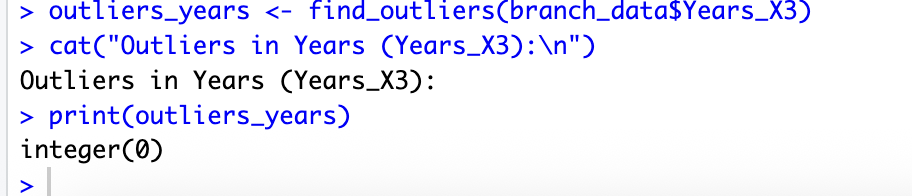 > outliers_years <- find_outliers(branch_data$Years_X3)
> cat("Outliers in Years (Years_X3):\n")
Outliers in Years (Years_X3):
> print(outliers_years)
integer(0)
>